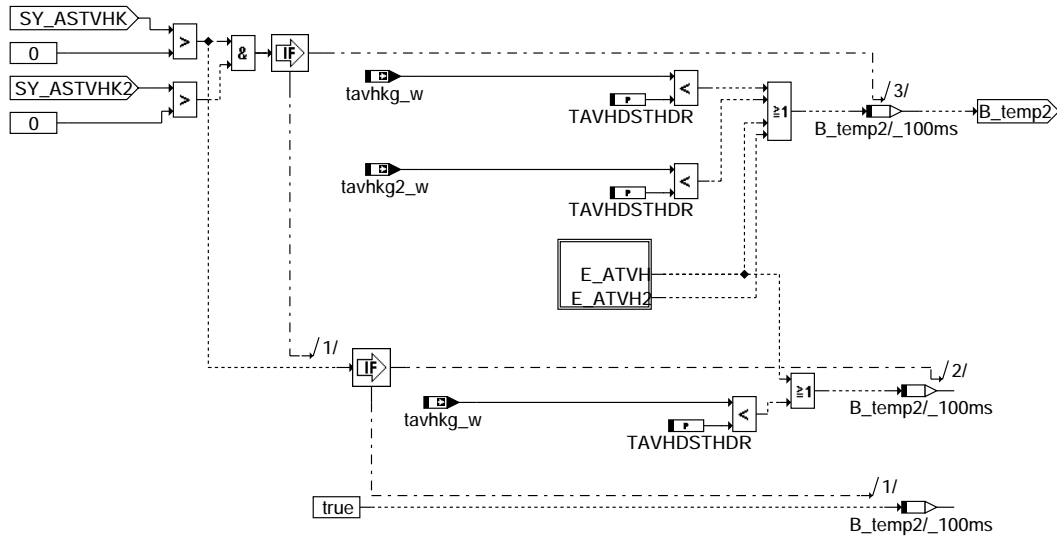 SY_ASTVHK
>
0
&
IF
SY_ASTVHK2
>
0
tavhkg_w
<
TAVHDSTHDR
≥1
/3/
B_temp2/_100ms
B_temp2
tavhkg2_w
<
TAVHDSTHDR
E_ATVH
E_ATVH2
/1/
IF
/2/
≥1
B_temp2/_100ms
tavhkg_w
<
TAVHDSTHDR
/1/
true
B_temp2/_100ms